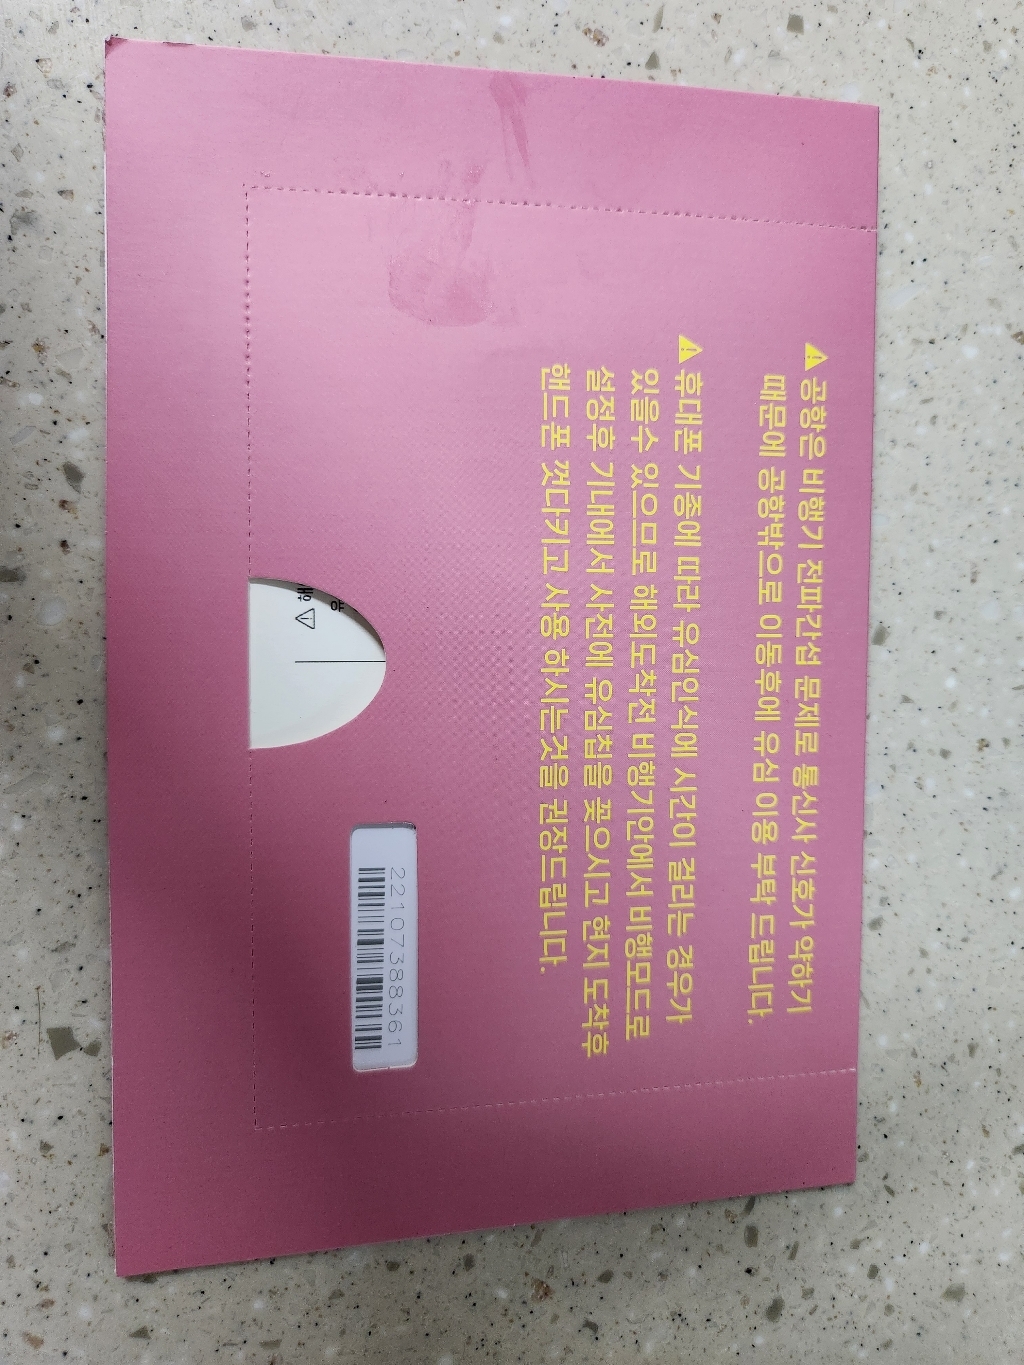 ⚠공항은 비행기 전파간섭 문제로 통신사 신호가 약하기
때문에 공항밖으로 이동후에 유심 이용 부탁 드립니다.
⚠휴대폰 기종에 따라 유심인식에 시간이 걸리는 경우가
있을수 있으므로 해외도착전 비행기안에서 비행모드로
설정후 기내에서 사전에 유심칩을 꽂으시고 현지 도착후
핸드폰 껏다키고 사용 하시는것을 권장드립니다.
22107388361
유
⚠ 해